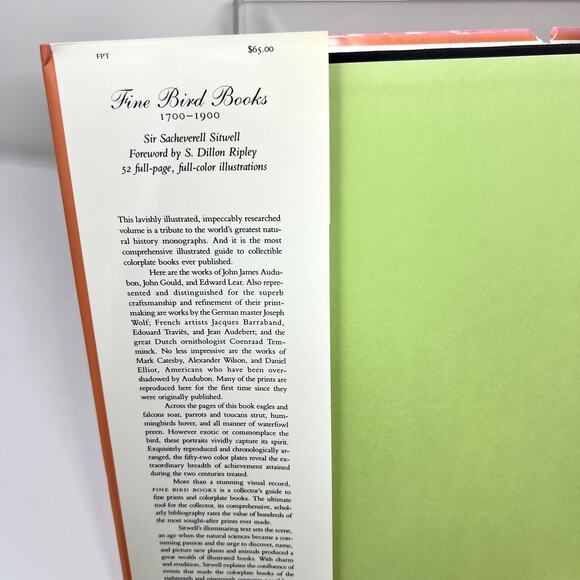 FPT $65.00
Fine Bird Books
1700–1900
Sir Sacheverell Sitwell
Foreword by S. Dillon Ripley
52 full-page, full-color illustrations
This lavishly illustrated, impeccably researched
volume is a tribute to the world's greatest natu-
ral history monographs. And it is the most
comprehensive illustrated guide to collectible
colorplate books ever published.
Here are the works of John James Audu-
bon, John Gould, and Edward Lear. Also repre-
sented and distinguished for the superb
craftsmanship and refinement of their print-
making are works by the German master Joseph
Wolf; French artists Jacques Barraband,
Edouard Traviès, and Jean Audebert; and the
great Dutch ornithologist Coenraad Tem-
minck. No less impressive are the works of
Mark Catesby, Alexander Wilson, and Daniel
Elliot, Americans who have been over-
shadowed by Audubon. Many of the prints are
reproduced here for the first time since they
were originally published.
Across the pages of this book eagles and
falcons soar, parrots and toucans strut, hum-
mingbirds hover, and all manner of waterfowl
preen. However exotic or commonplace the
bird, these portraits vividly capture its spirit.
Exquisitely reproduced and chronologically ar-
ranged, the fifty-two color plates reveal the ex-
traordinary breadth of achievement attained
during the two centuries treated.
More than a stunning visual record,
FINE BIRD BOOKS is a collector's guide to
fine prints and colorplate books. The ultimate
tool for the collector, its comprehensive, schol-
arly bibliography rates the value of hundreds of
the most sought-after prints ever made.
Sitwell's illuminating text sets the scene,
an age when the natural sciences became a con-
suming passion and the urge to discover, name,
and picture new plants and animals produced a
great wealth of illustrated books. With charm
and erudition, Sitwell explains the confluence of
events that made the colorplate books of the
eighteenth and nineteenth centuries possible